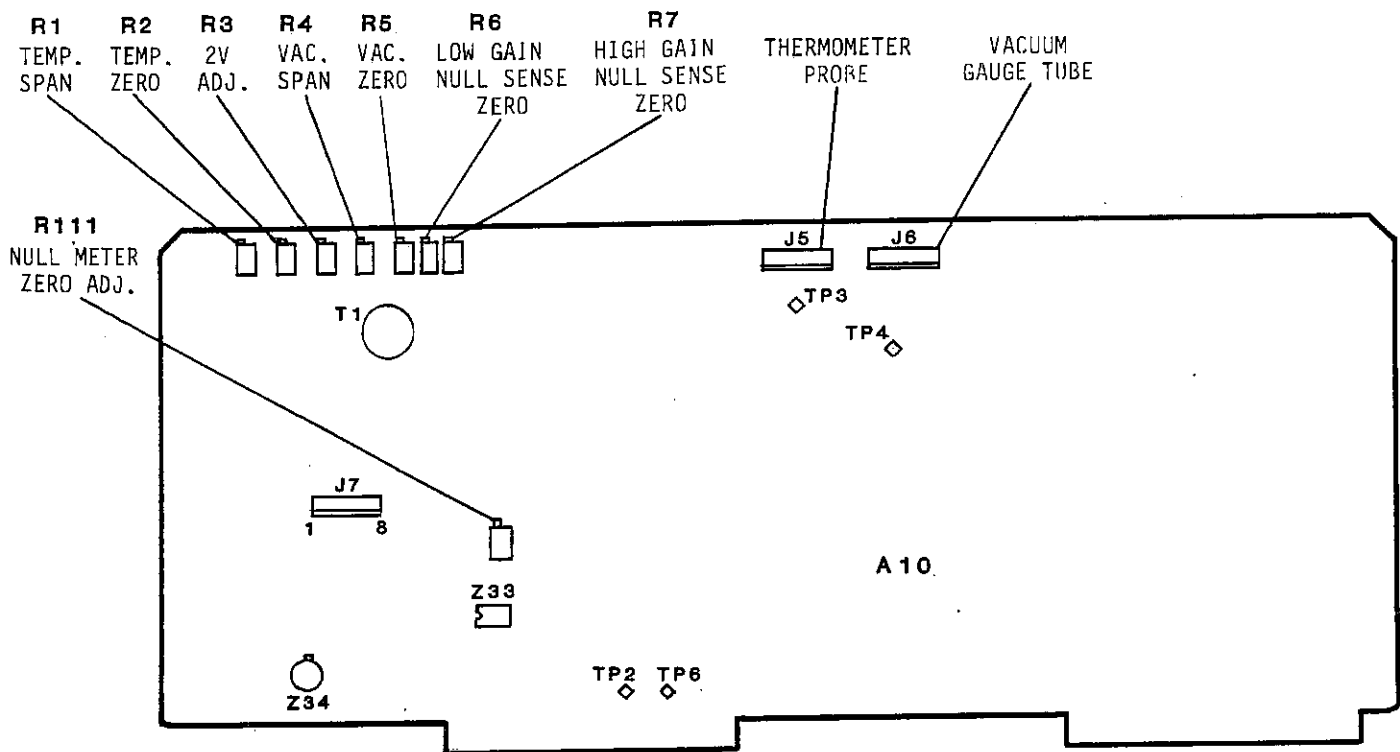 R1
TEMP.
SPAN
R2
TEMP.
ZERO
R3
2V
ADJ.
R4
VAC.
SPAN
R5
VAC.
ZERO
R6
LOW GAIN
NULL SENSE
ZERO
R7
HIGH GAIN
NULL SENSE
ZERO
THERMOMETER
PROBE
VACUUM
GAUGE TUBE
R111
NULL METER
ZERO ADJ.
J5
J6
TP3
T1
TP4
J7
1 8
A10
Z33
TP2 TP6
Z34